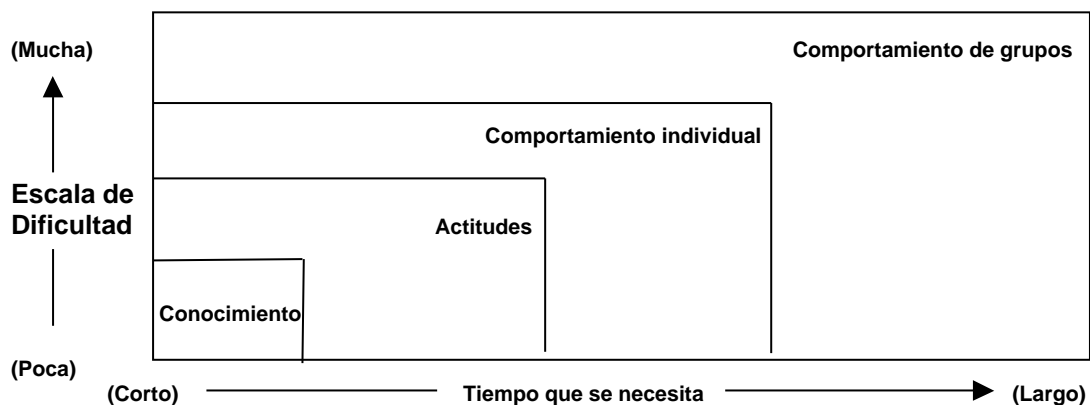 (Mucha)
Comportamiento de grupos
Comportamiento individual
Escala de
Dificultad
Actitudes
Conocimiento
(Poca)
(Corto) Tiempo que se necesita (Largo)